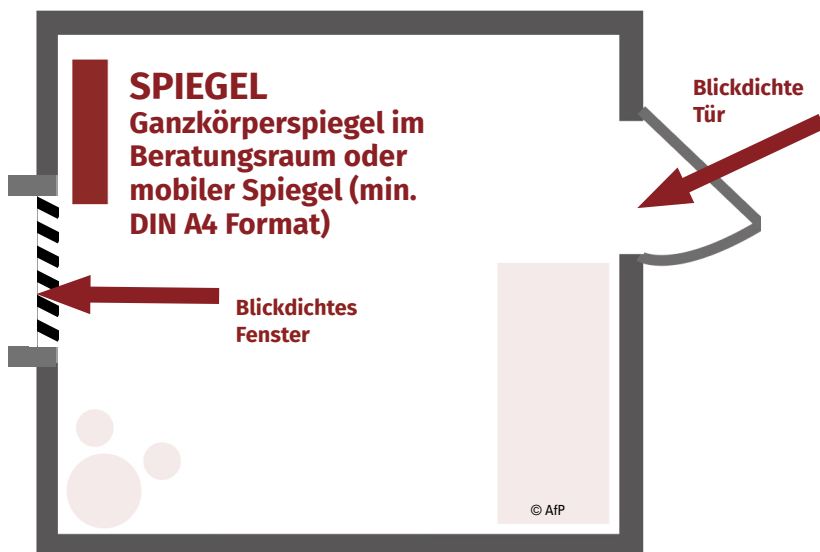 SPIEGEL
Ganzkörperspiegel im
Beratungsraum oder
mobiler Spiegel (min.
DIN A4 Format)
Blickdichte
Tür
Blickdichtes
Fenster
© AfP